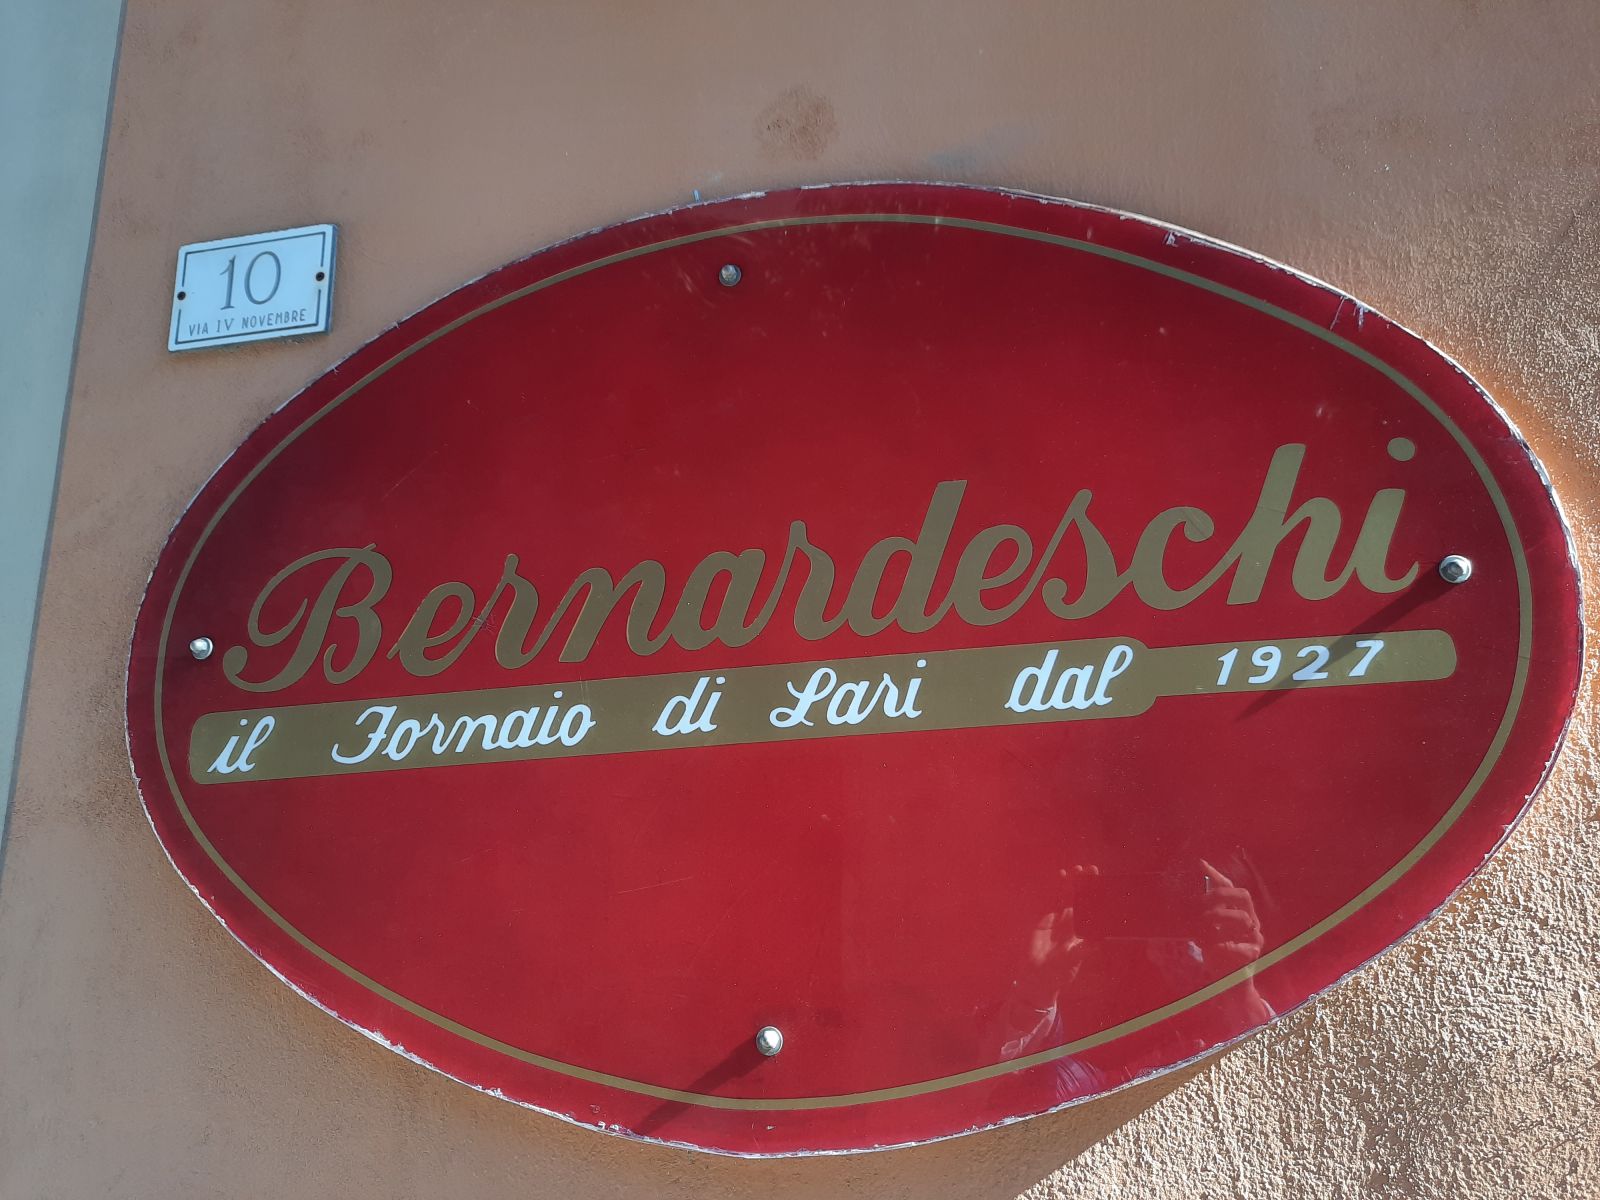 10
VIA IV NOVEMBRE
Bernardeschi
il Fornaio di Lari dal 1927